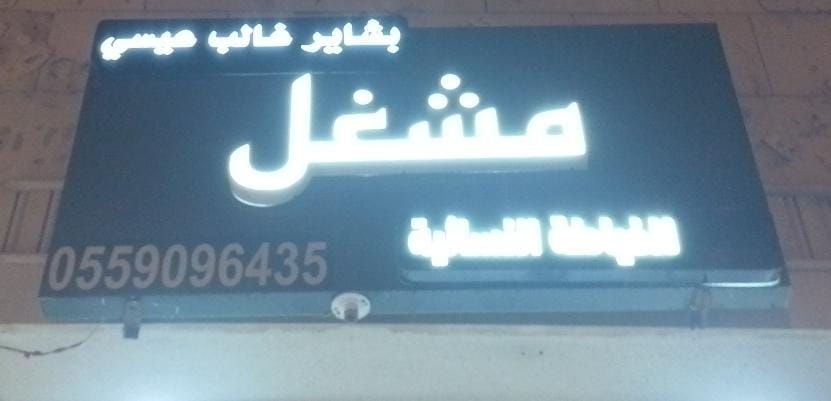 بشاير غالب عيسي
مشغل
للخياطة النسائية
0559096435